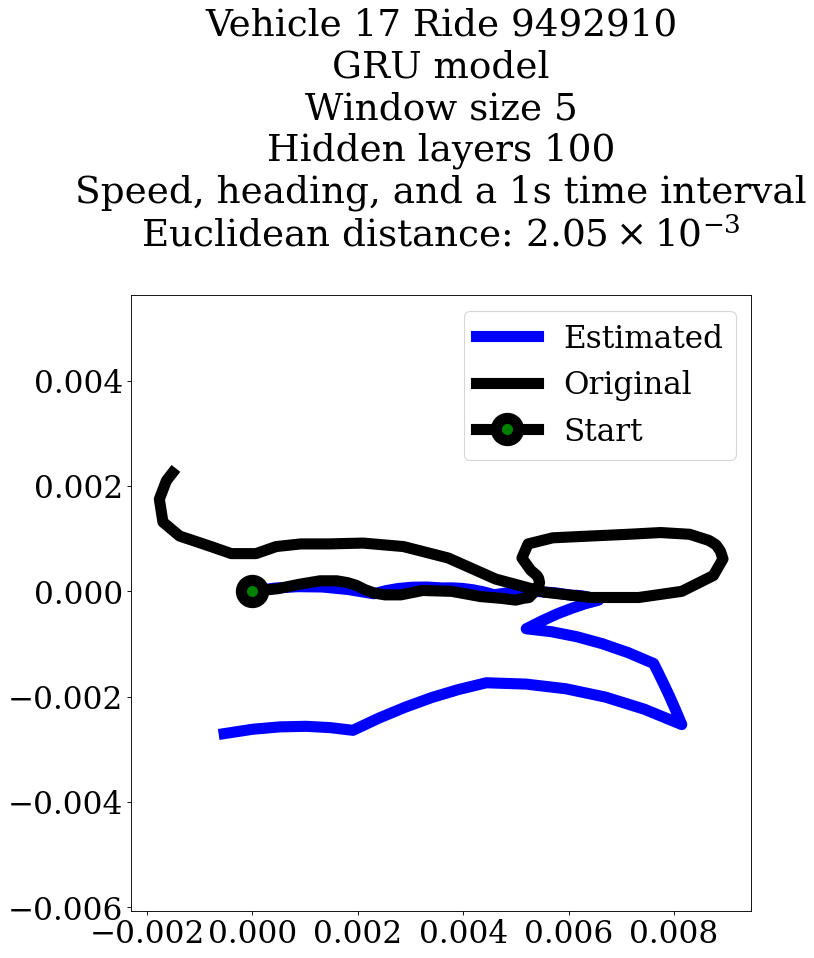 Vehicle 17 Ride 9492910
GRU model
Window size 5
Hidden layers 100
Speed, heading, and a 1s time interval
Euclidean distance: 2.05 × 10⁻³
Estimated
Original
Start
0.004
0.002
0.000
−0.002
−0.004
−0.006
−0.002 0.000 0.002 0.004 0.006 0.008